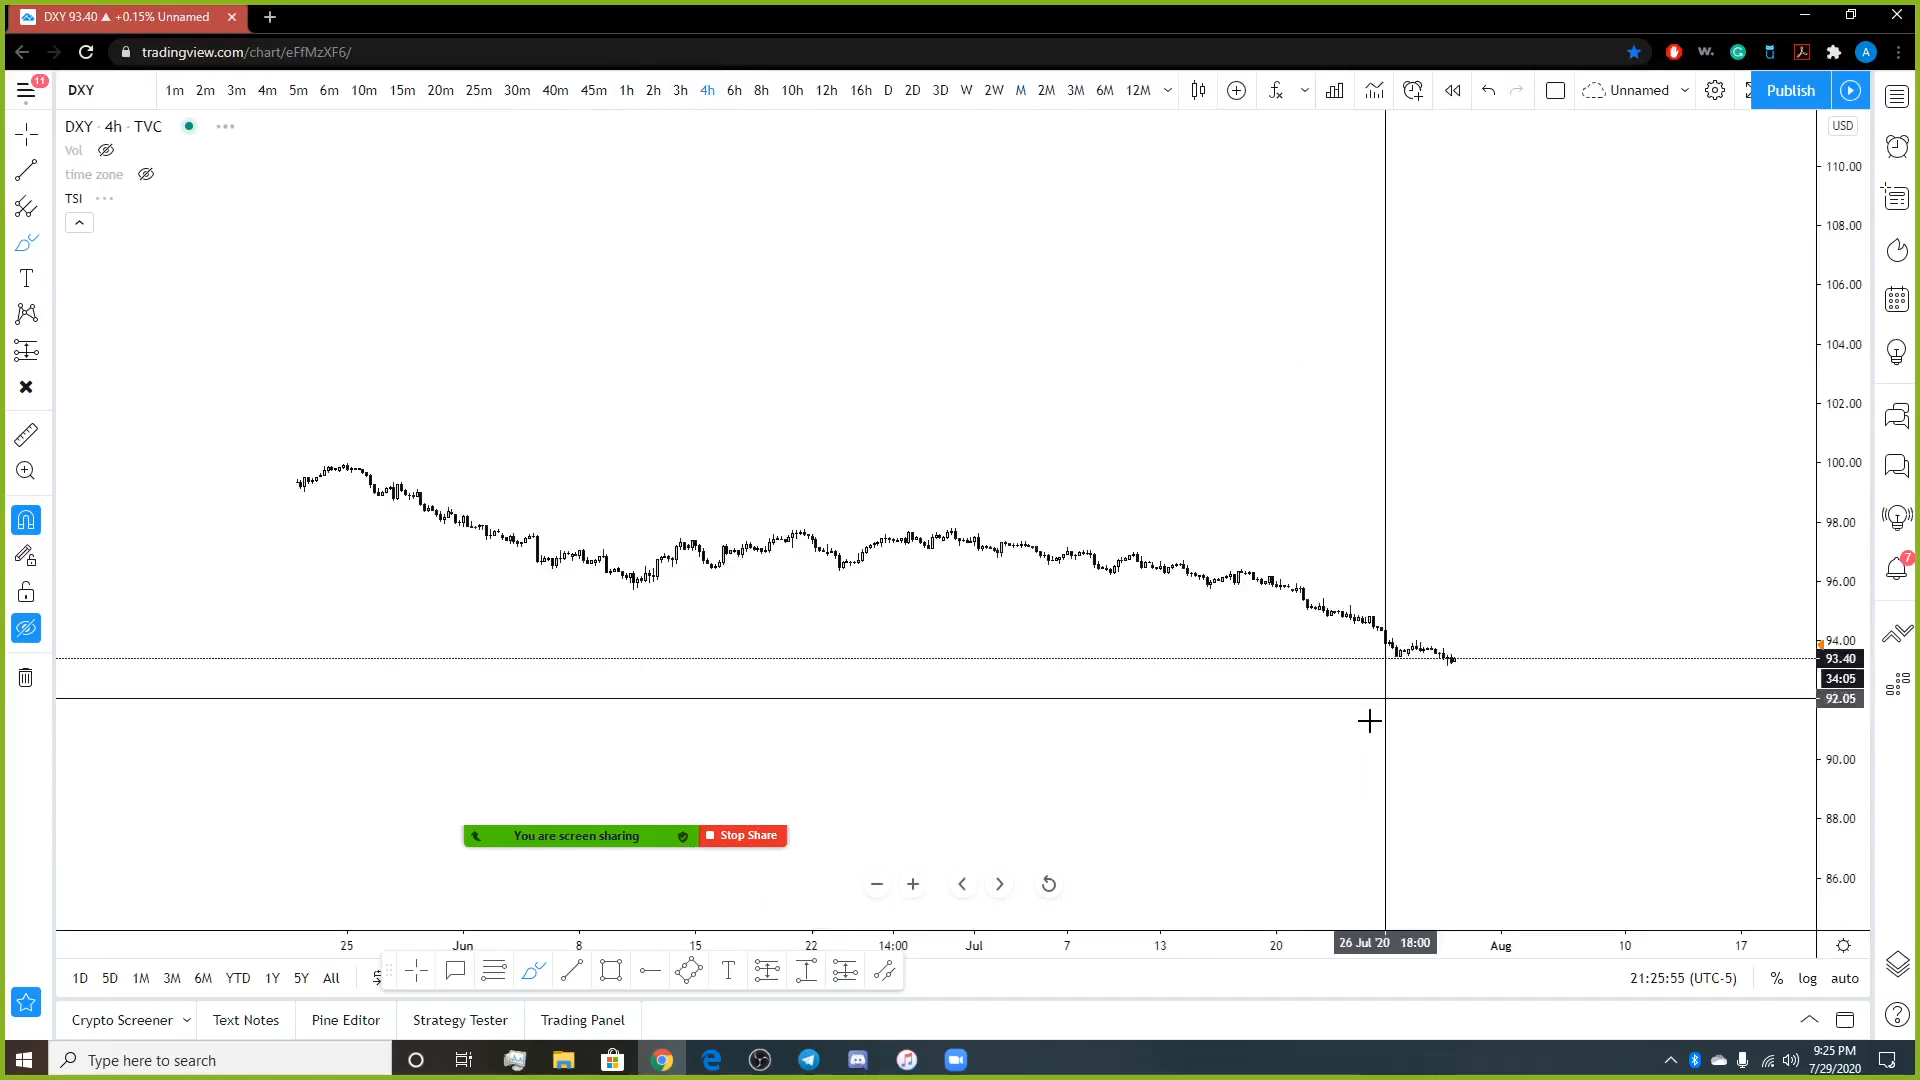 DXY 93.40 ▲ +0.15% Unnamed
tradingview.com/chart/eFfMzXF6/
11
DXY 1m 2m 3m 4m 5m 6m 10m 15m 20m 25m 30m 40m 45m 1h 2h 3h 4h 6h 8h 10h 12h 16h D 2D 3D W 2W M 2M 3M 6M 12M Unnamed Publish
DXY · 4h · TVC
Vol
time zone
TSI
USD
110.00
108.00
106.00
104.00
102.00
100.00
98.00
96.00
94.00
93.40
34:05
92.05
90.00
88.00
86.00
7
You are screen sharing Stop Share
25 Jun 8 15 22 14:00 Jul 7 13 20 26 Jul '20 18:00 Aug 10 17
1D 5D 1M 3M 6M YTD 1Y 5Y All
21:25:55 (UTC-5) % log auto
Crypto Screener Text Notes Pine Editor Strategy Tester Trading Panel
Type here to search
9:25 PM
7/29/2020